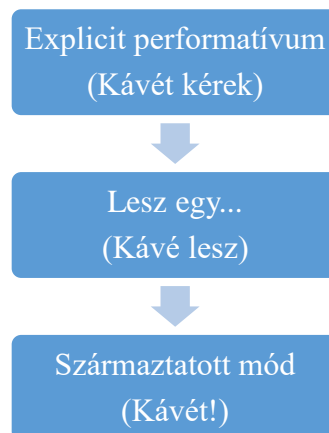 Explicit performatívum
(Kávét kérek)
Lesz egy...
(Kávé lesz)
Származtatott mód
(Kávét!)